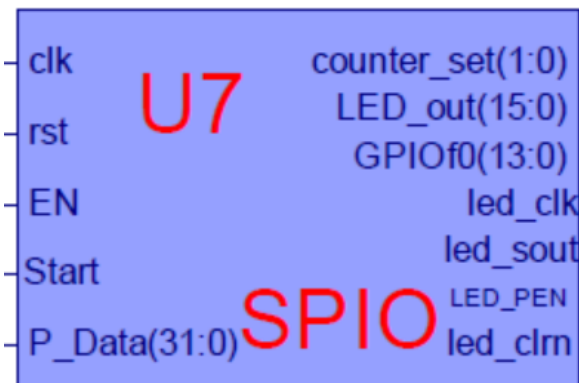 clk
rst
EN
Start
P_Data(31:0)
U7
SPIO
counter_set(1:0)
LED_out(15:0)
GPIOf0(13:0)
led_clk
led_sout
LED_PEN
led_clrn